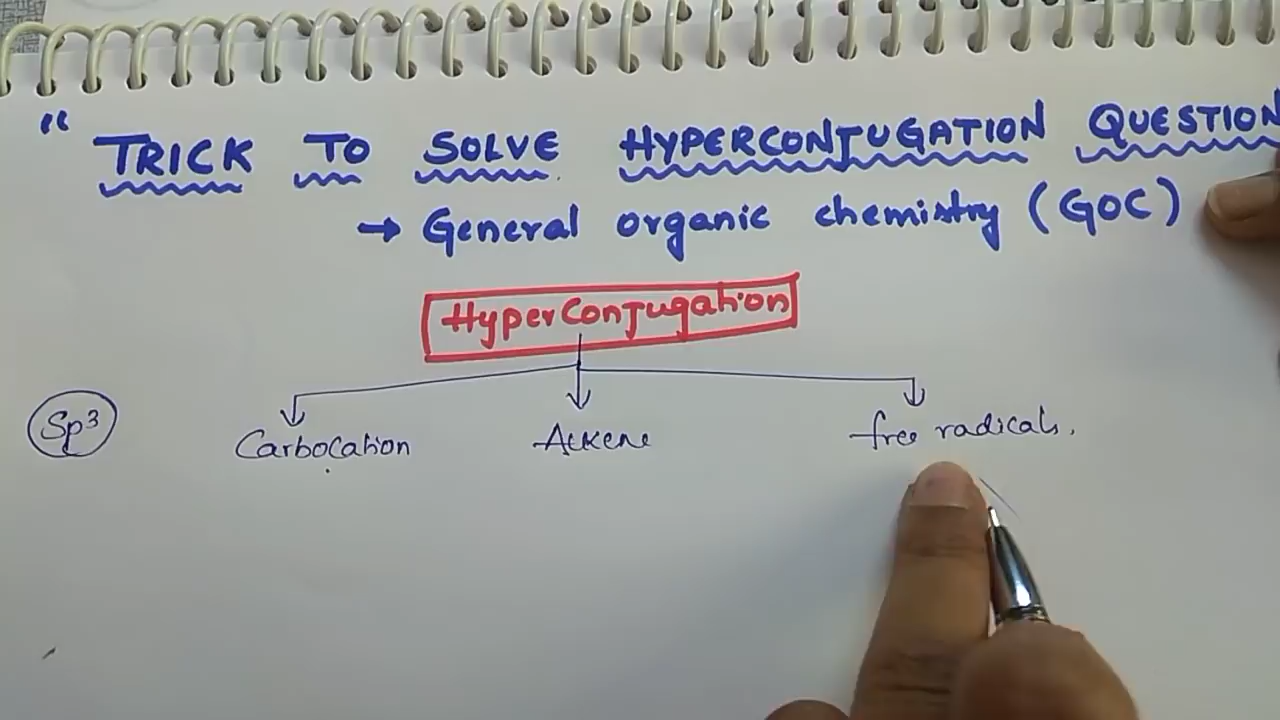 " TRICK TO SOLVE HYPERCONJUGATION QUESTION
→ General organic chemistry (GOC)
HyperConjugation
Sp³ Carbocation Alkene free radicals.